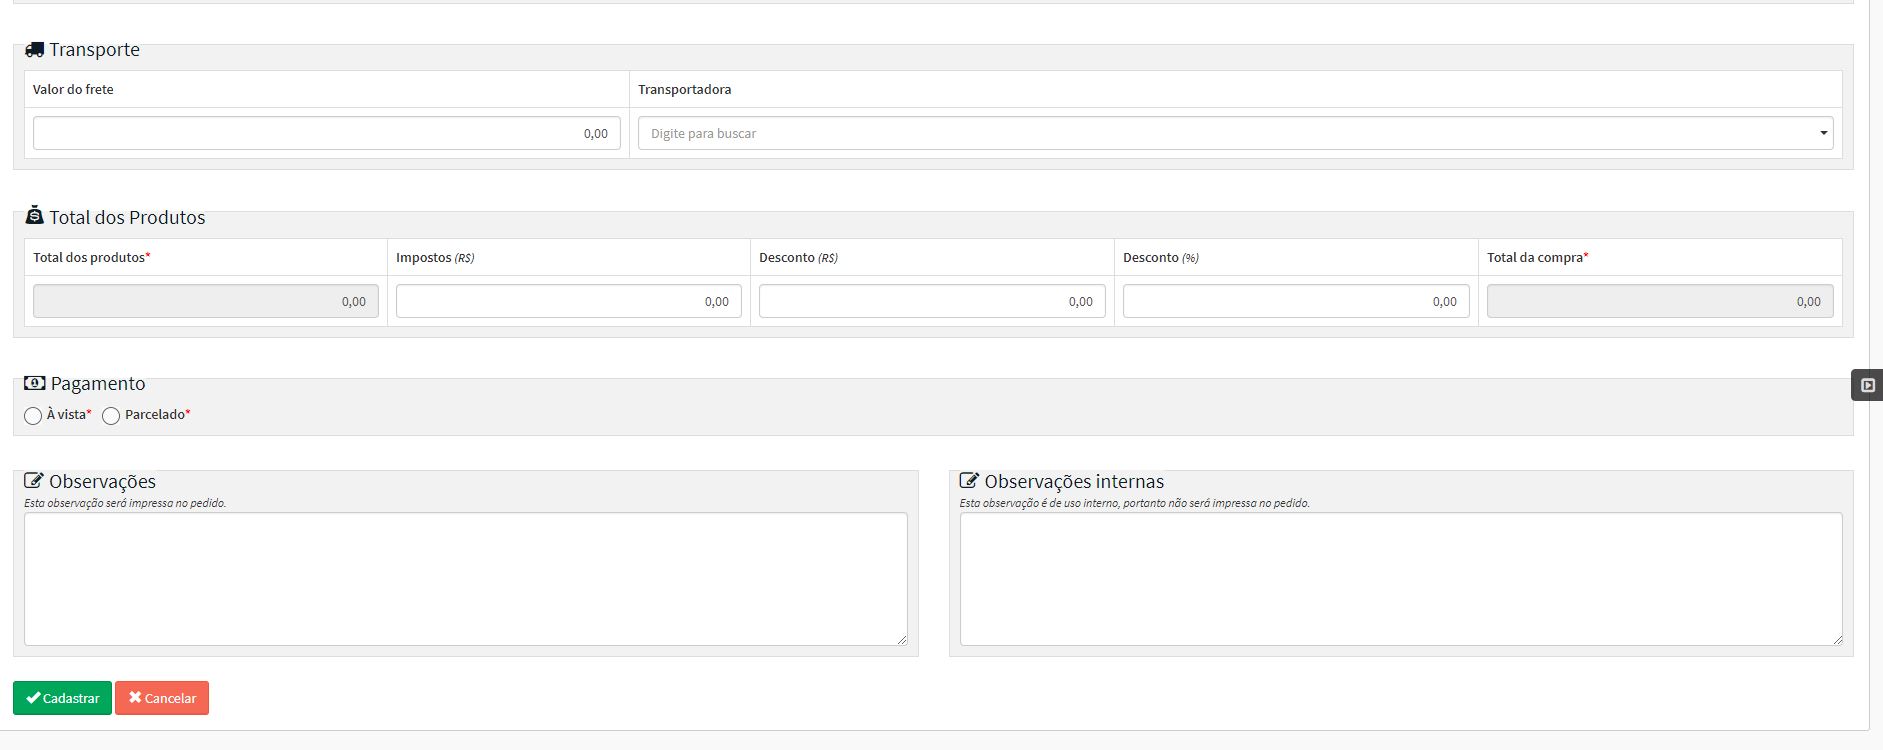 Transporte
Valor do frete Transportadora
0,00 Digite para buscar
Total dos Produtos
Total dos produtos* Impostos (R$) Desconto (R$) Desconto (%) Total da compra*
0,00 0,00 0,00 0,00 0,00
Pagamento
À vista* Parcelado*
Observações
Esta observação será impressa no pedido.
Observações internas
Esta observação é de uso interno, portanto não será impressa no pedido.
Cadastrar Cancelar